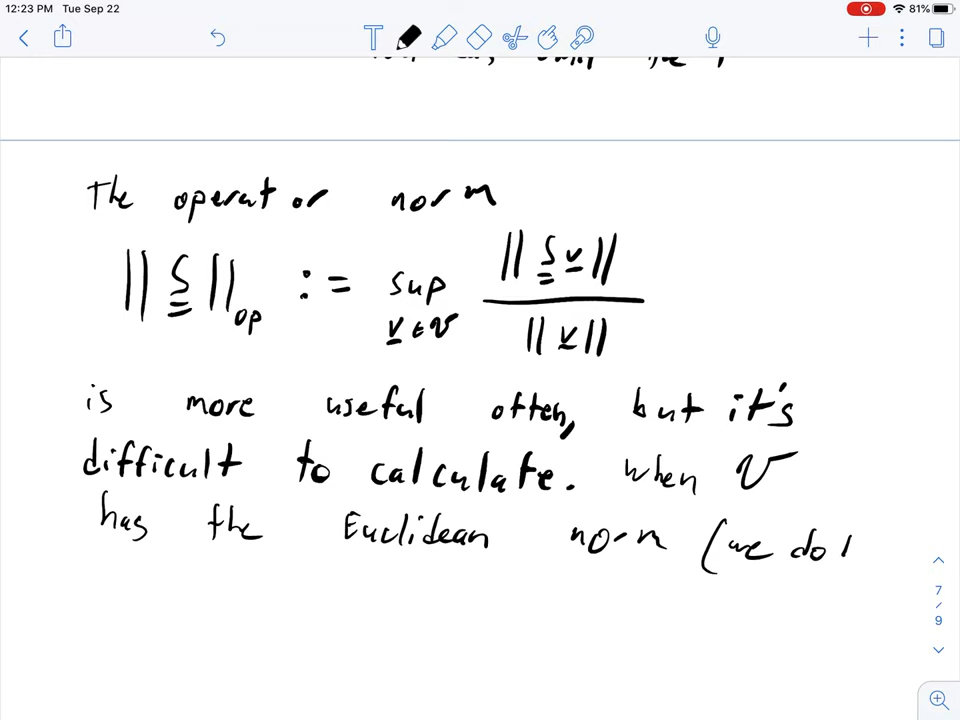 12:23 PM Tue Sep 22
81%
The operator norm
||S̳||op := sup v̲∈𝒱 ||S̳v̲|| / ||v̲||
is more useful often, but it's
difficult to calculate. when 𝒱
has the Euclidean norm (we do
7
/
9